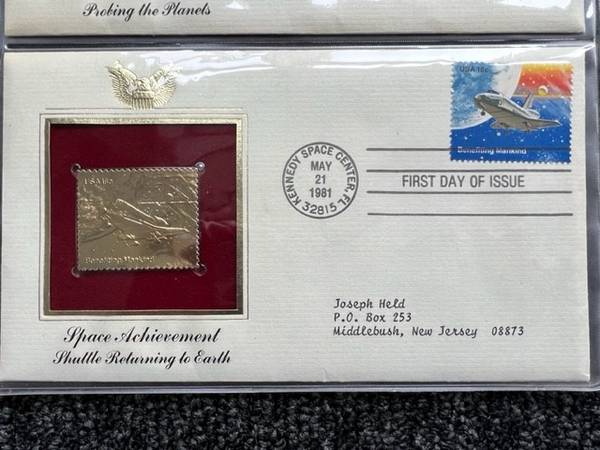 Probing the Planets
USA 18c
Benefiting Mankind
KENNEDY SPACE CENTER, FL
MAY
21
1981
32815
FIRST DAY OF ISSUE
USA 18c
Benefiting Mankind
Joseph Held
P.O. Box 253
Middlebush, New Jersey 08873
Space Achievement
Shuttle Returning to Earth